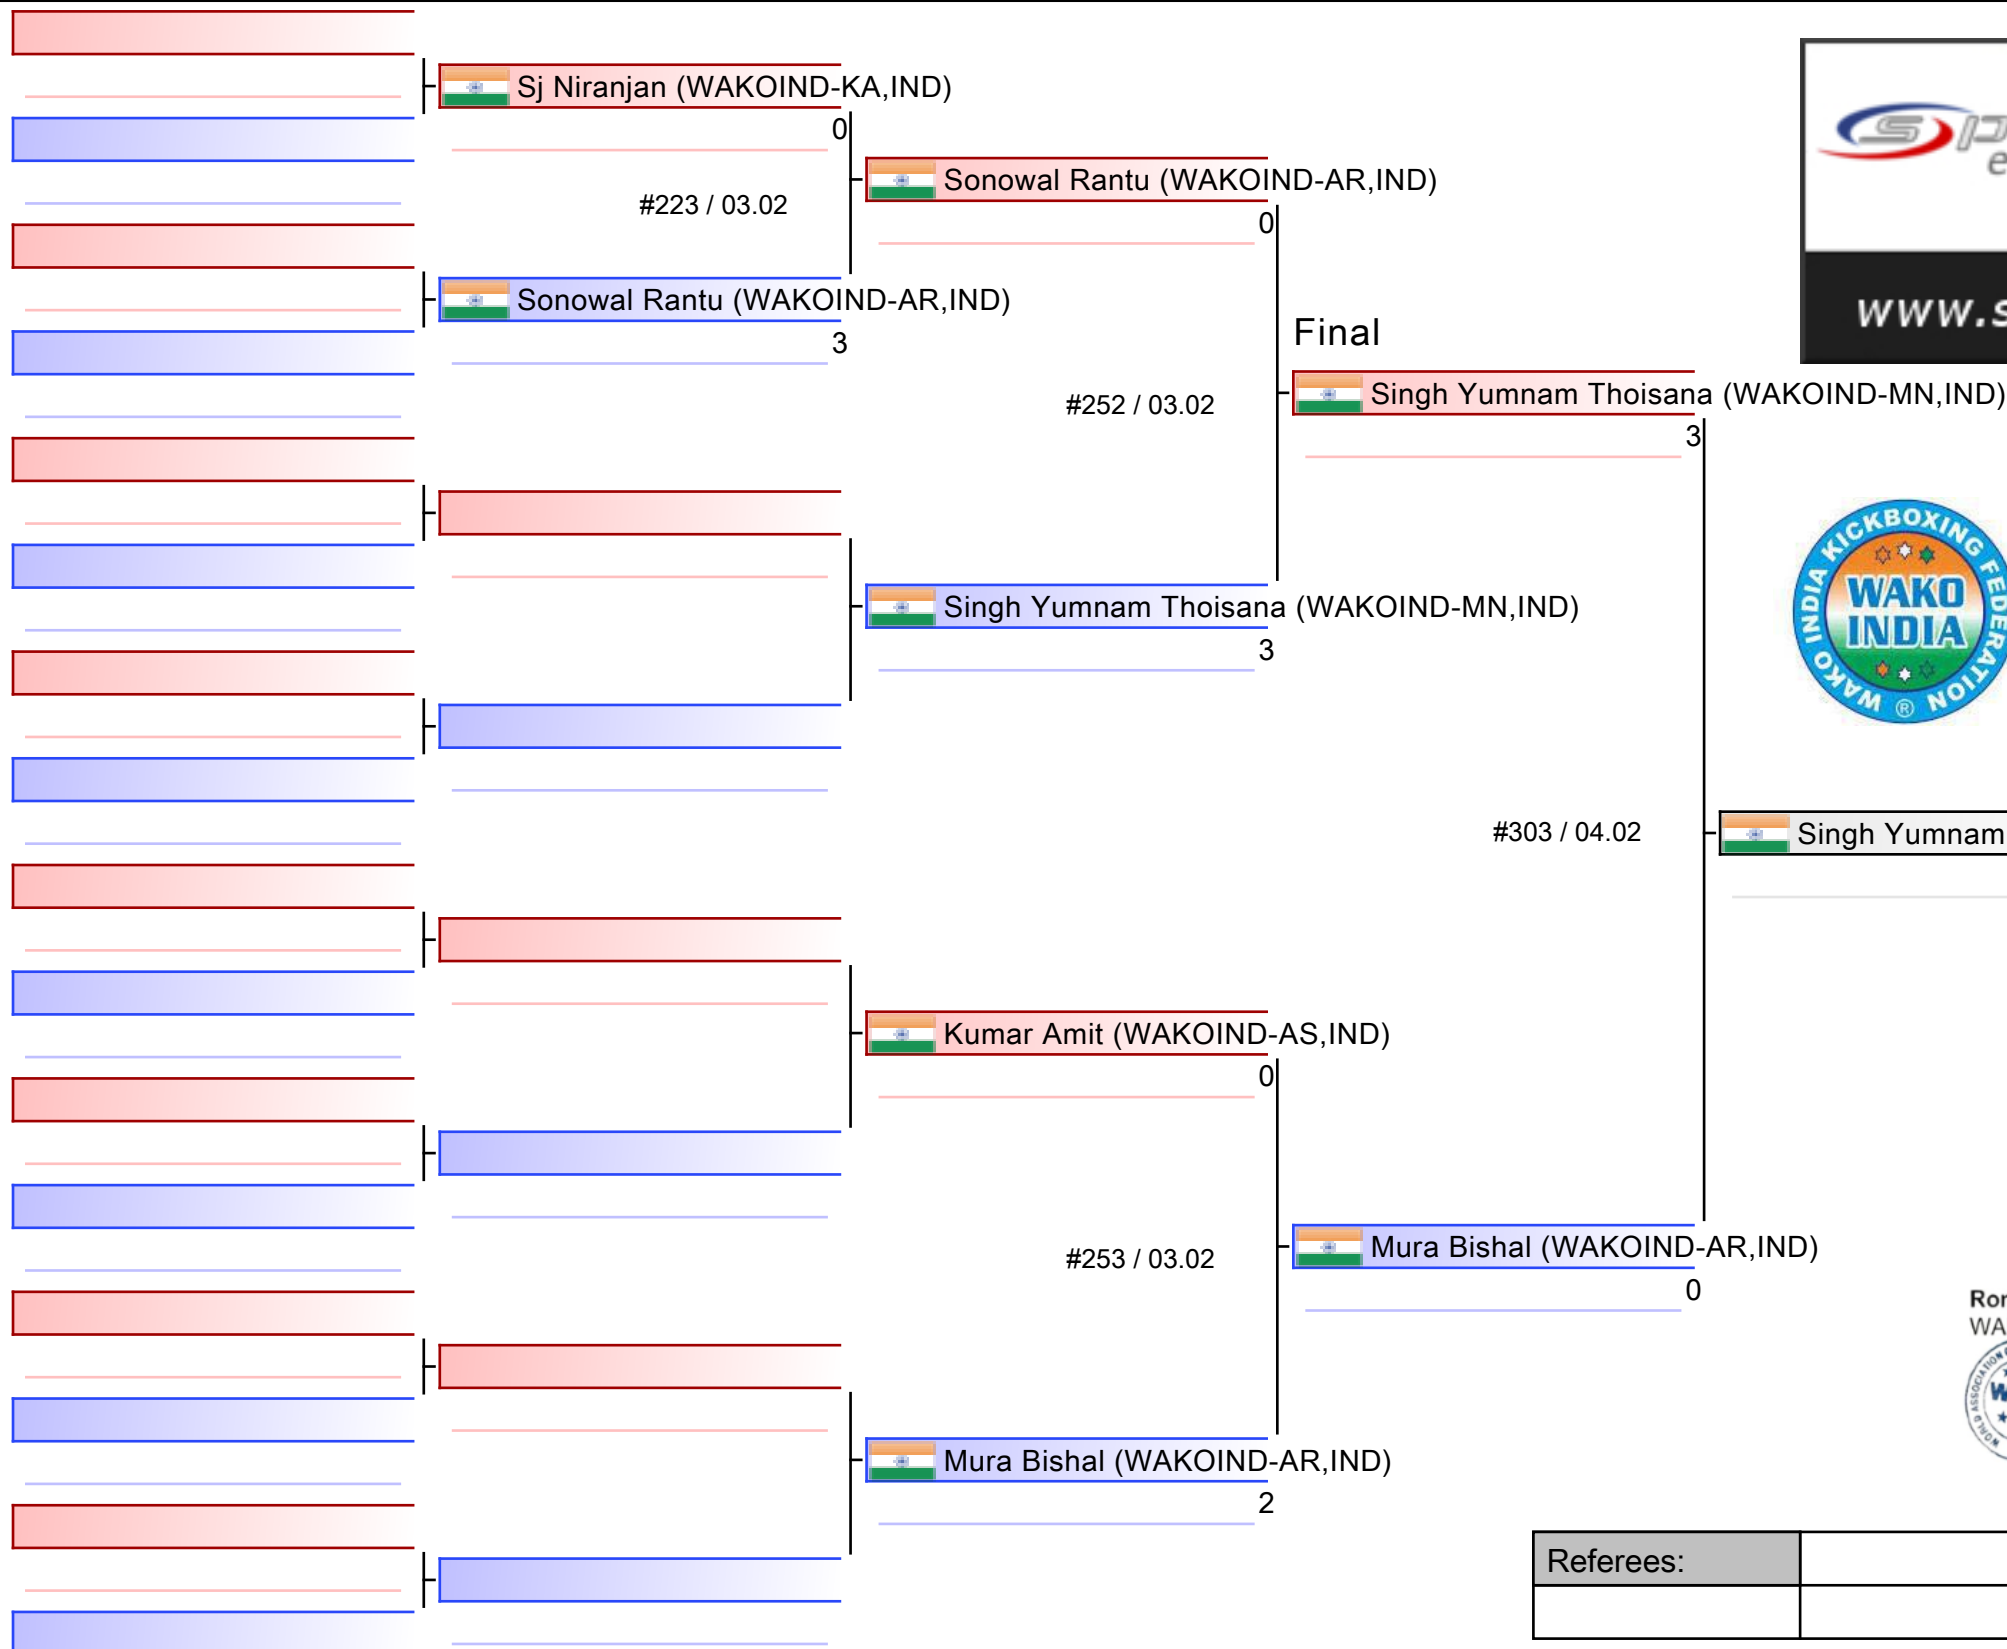 Sj Niranjan (WAKOIND-KA,IND)
0
#223 / 03.02
Sonowal Rantu (WAKOIND-AR,IND)
3
Sonowal Rantu (WAKOIND-AR,IND)
0
#252 / 03.02
Singh Yumnam Thoisana (WAKOIND-MN,IND)
3
Final
Singh Yumnam Thoisana (WAKOIND-MN,IND)
3
#303 / 04.02
Singh Yumnam
Kumar Amit (WAKOIND-AS,IND)
0
#253 / 03.02
Mura Bishal (WAKOIND-AR,IND)
2
Mura Bishal (WAKOIND-AR,IND)
0
www.s
WAKO INDIA KICKBOXING FEDERATION ®
WAKO
INDIA
Referees: